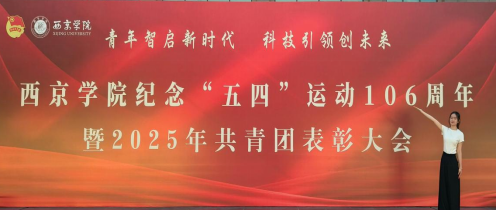 西京学院
XIJING UNIVERSITY
青年智启新时代 科技引领创未来
西京学院纪念“五四”运动106周年
暨2025年共青团表彰大会